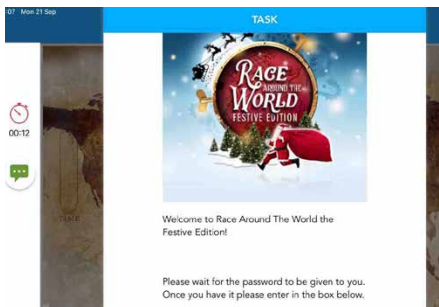 07 Mon 21 Sep
TASK
RACE
AROUND THE
WORLD
FESTIVE EDITION
00:12
Welcome to Race Around The World the
Festive Edition!
Please wait for the password to be given to you.
Once you have it please enter in the box below.